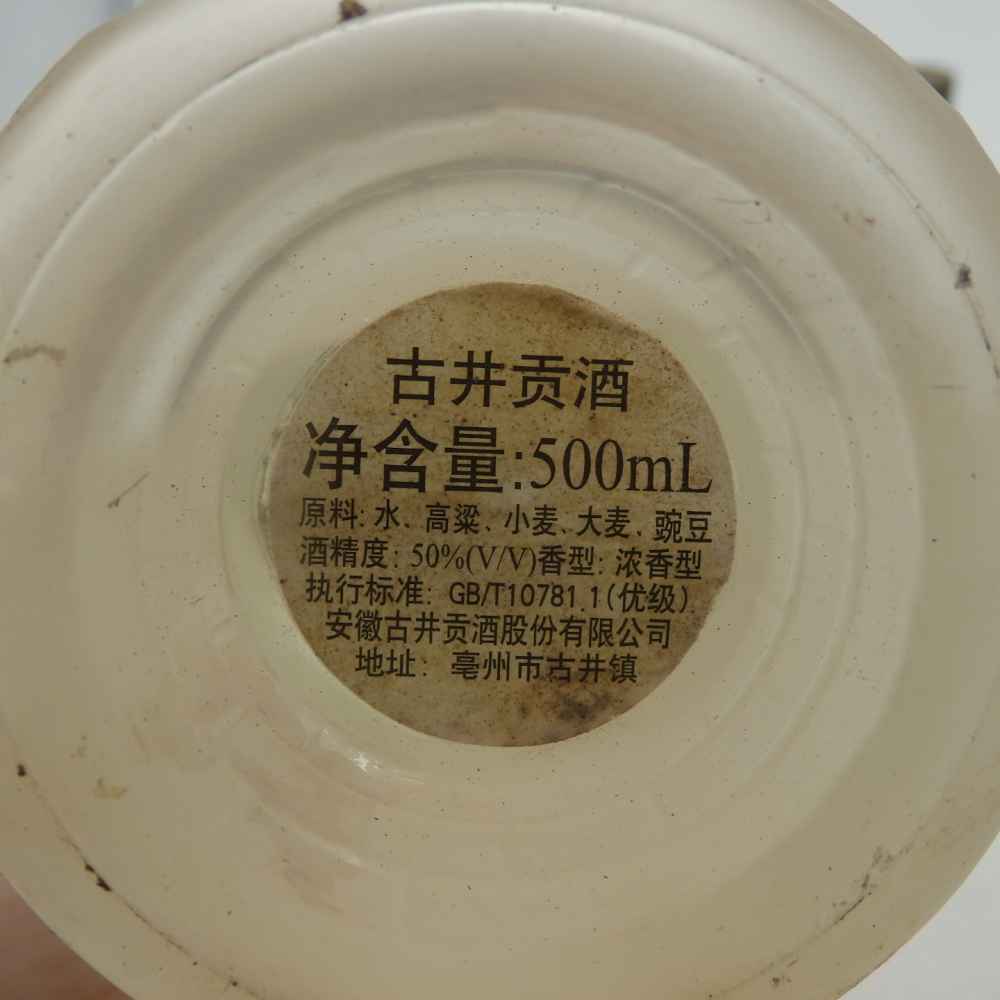 古井贡酒
净含量:500mL
原料:水、高粱、小麦、大麦、豌豆
酒精度:50%(V/V)香型:浓香型
执行标准:GB/T10781.1(优级)
安徽古井贡酒股份有限公司
地址:亳州市古井镇